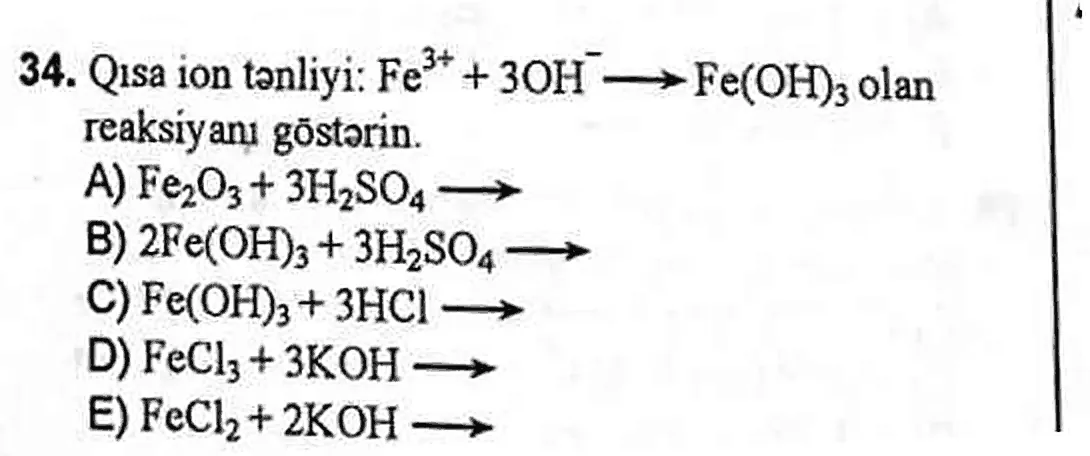 34. Qısa ion tənliyi: Fe³⁺ + 3OH⁻ → Fe(OH)₃ olan
reaksiyanı göstərin.
A) Fe₂O₃ + 3H₂SO₄ →
B) 2Fe(OH)₃ + 3H₂SO₄ →
C) Fe(OH)₃ + 3HCl →
D) FeCl₃ + 3KOH →
E) FeCl₂ + 2KOH →